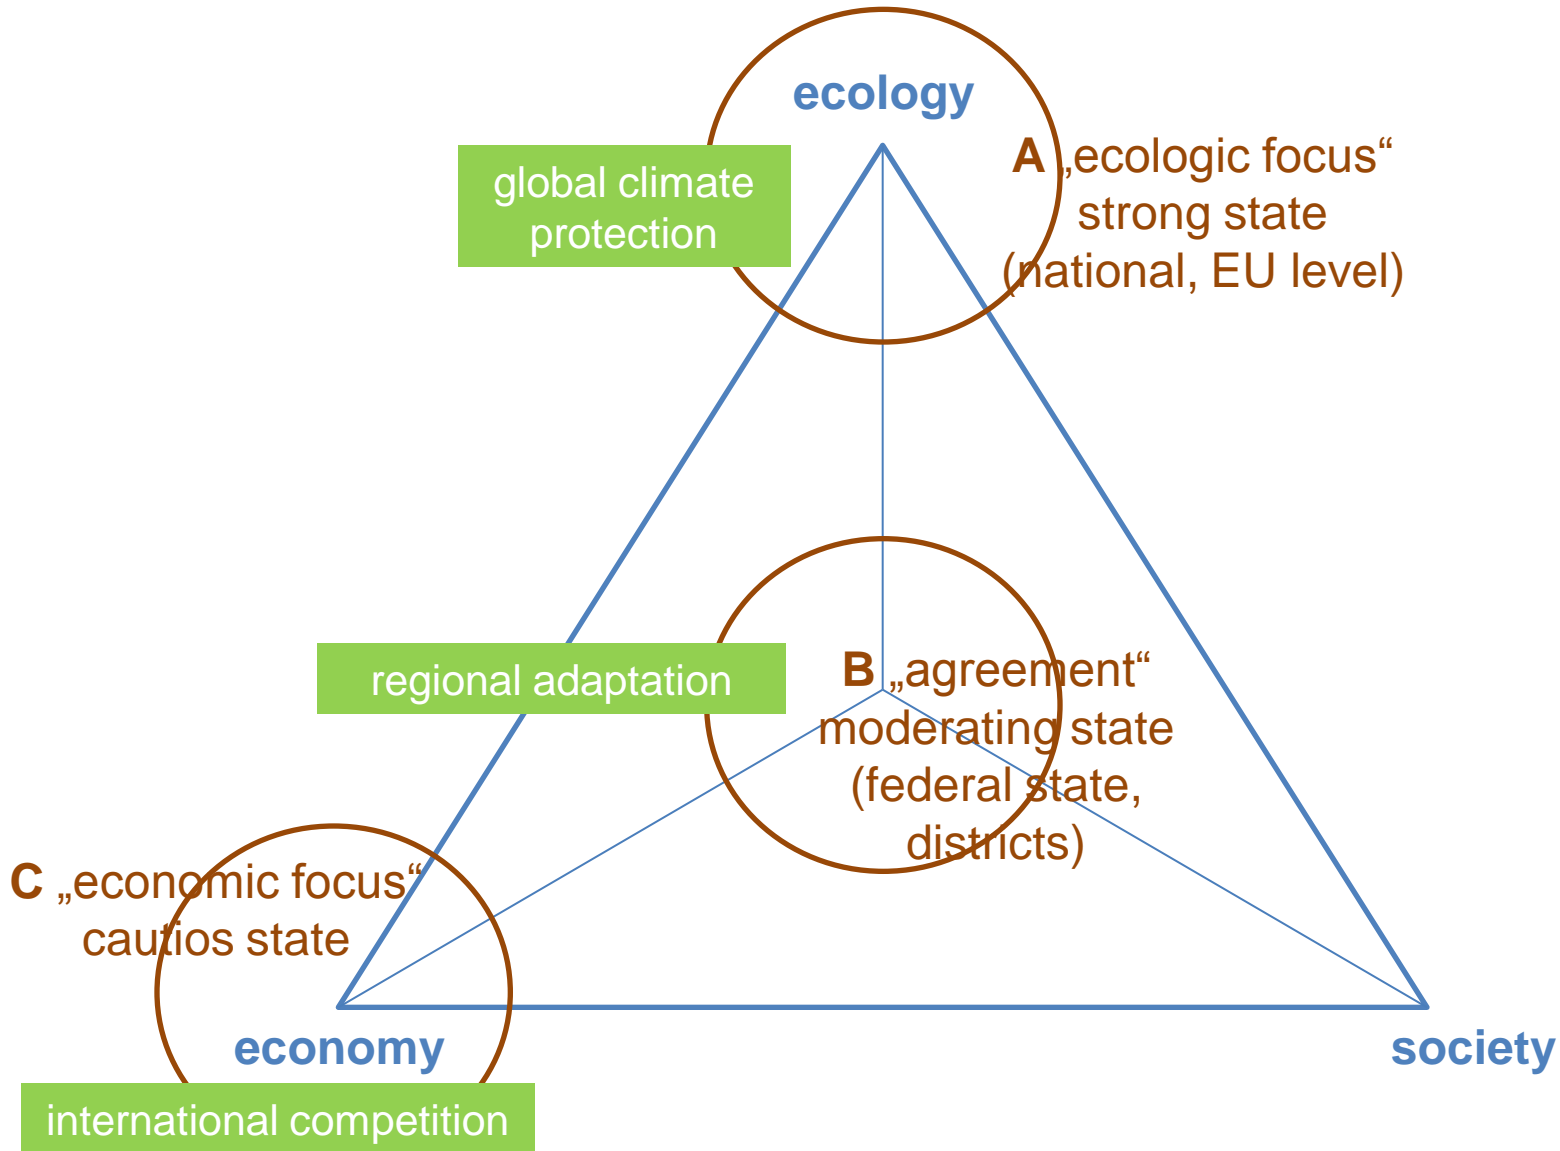 ecology
global climate
protection
A „ecologic focus“
strong state
(national, EU level)
regional adaptation
B „agreement“
moderating state
(federal state,
districts)
C „economic focus“
cautios state
economy
society
international competition